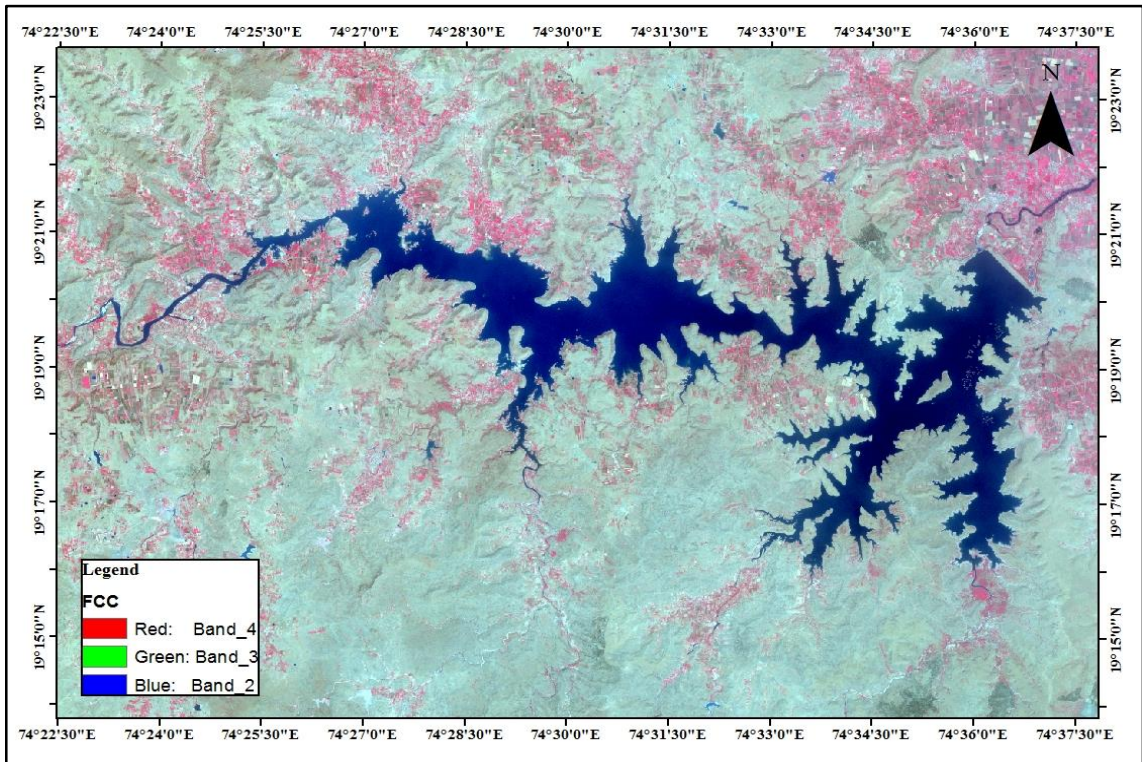 74°22'30"E 74°24'0"E 74°25'30"E 74°27'0"E 74°28'30"E 74°30'0"E 74°31'30"E 74°33'0"E 74°34'30"E 74°36'0"E 74°37'30"E
N
19°23'0"N 19°23'0"N
19°21'0"N 19°21'0"N
19°19'0"N 19°19'0"N
19°17'0"N 19°17'0"N
19°15'0"N 19°15'0"N
Legend
FCC
Red: Band_4
Green: Band_3
Blue: Band_2
74°22'30"E 74°24'0"E 74°25'30"E 74°27'0"E 74°28'30"E 74°30'0"E 74°31'30"E 74°33'0"E 74°34'30"E 74°36'0"E 74°37'30"E